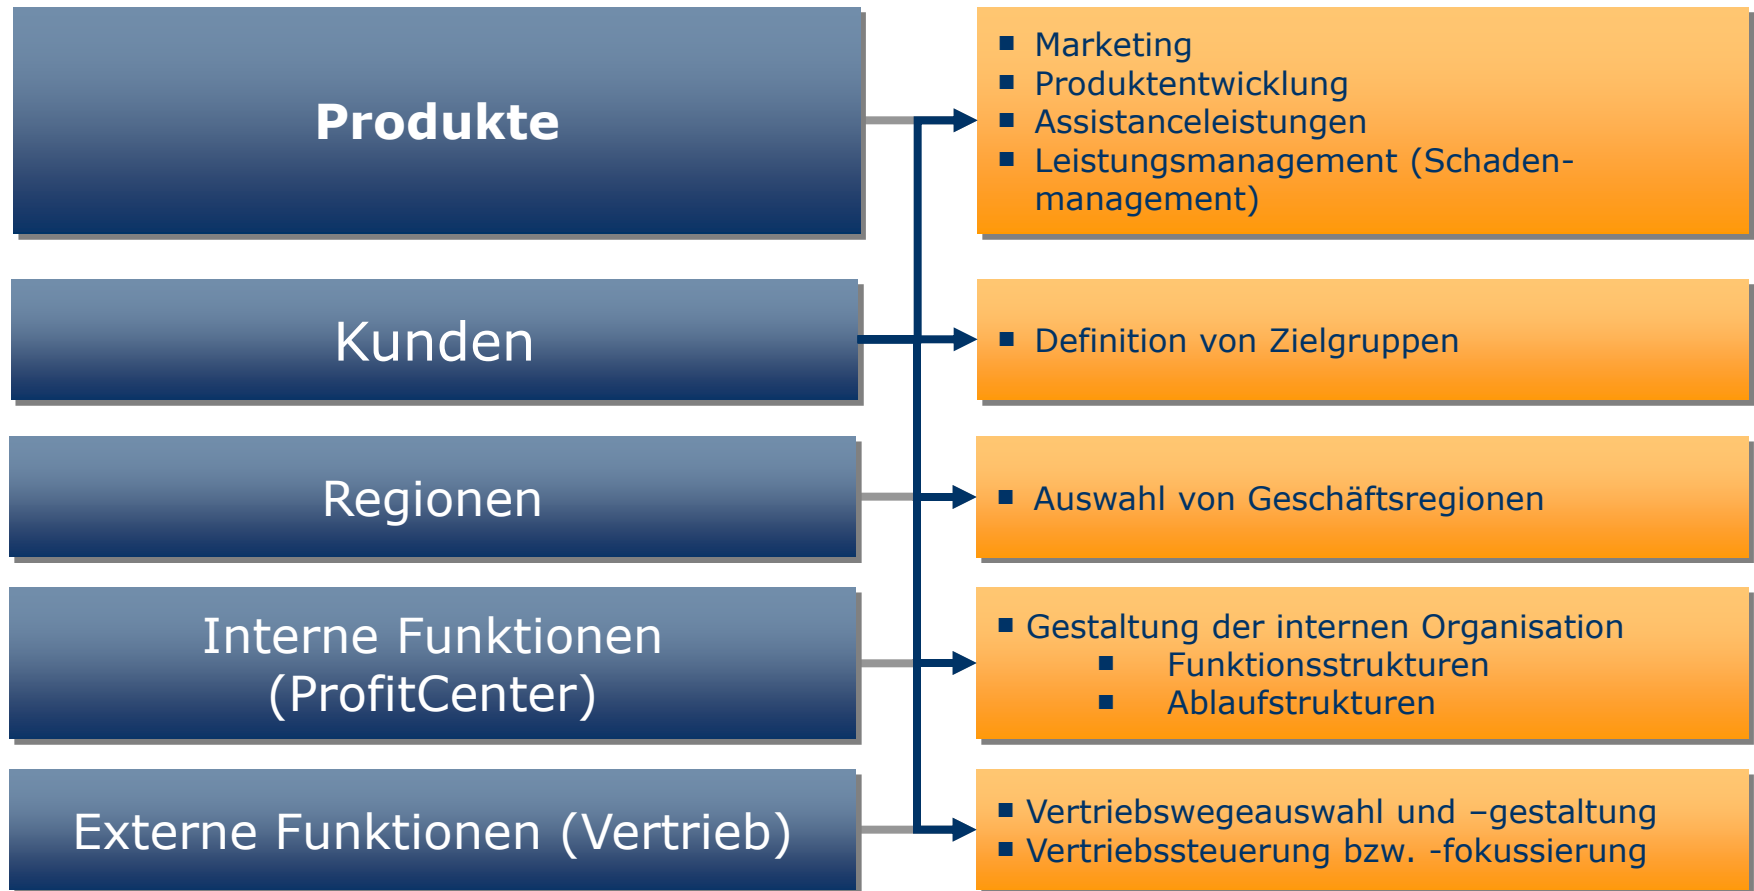 Produkte
▪ Marketing
▪ Produktentwicklung
▪ Assistanceleistungen
▪ Leistungsmanagement (Schaden-
management)
Kunden
▪ Definition von Zielgruppen
Regionen
▪ Auswahl von Geschäftsregionen
Interne Funktionen
(ProfitCenter)
▪ Gestaltung der internen Organisation
▪ Funktionsstrukturen
▪ Ablaufstrukturen
Externe Funktionen (Vertrieb)
▪ Vertriebswegeauswahl und –gestaltung
▪ Vertriebssteuerung bzw. -fokussierung